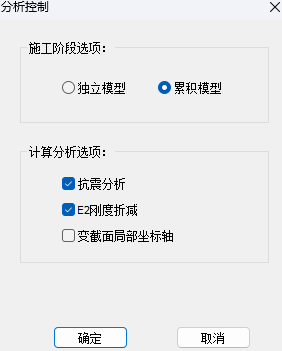 分析控制
施工阶段选项：
独立模型 累积模型
计算分析选项：
抗震分析
E2刚度折减
变截面局部坐标轴
确定 取消